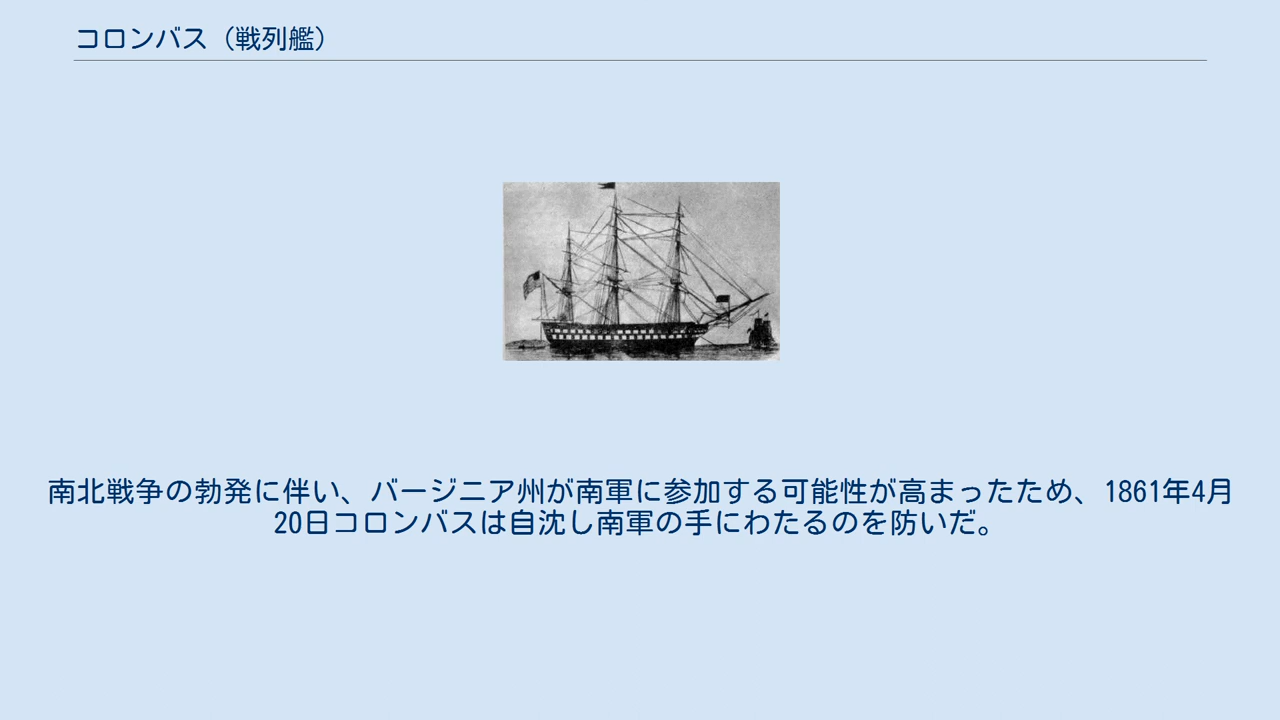 コロンバス（戦列艦）
南北戦争の勃発に伴い、バージニア州が南軍に参加する可能性が高まったため、1861年4月
20日コロンバスは自沈し南軍の手にわたるのを防いだ。